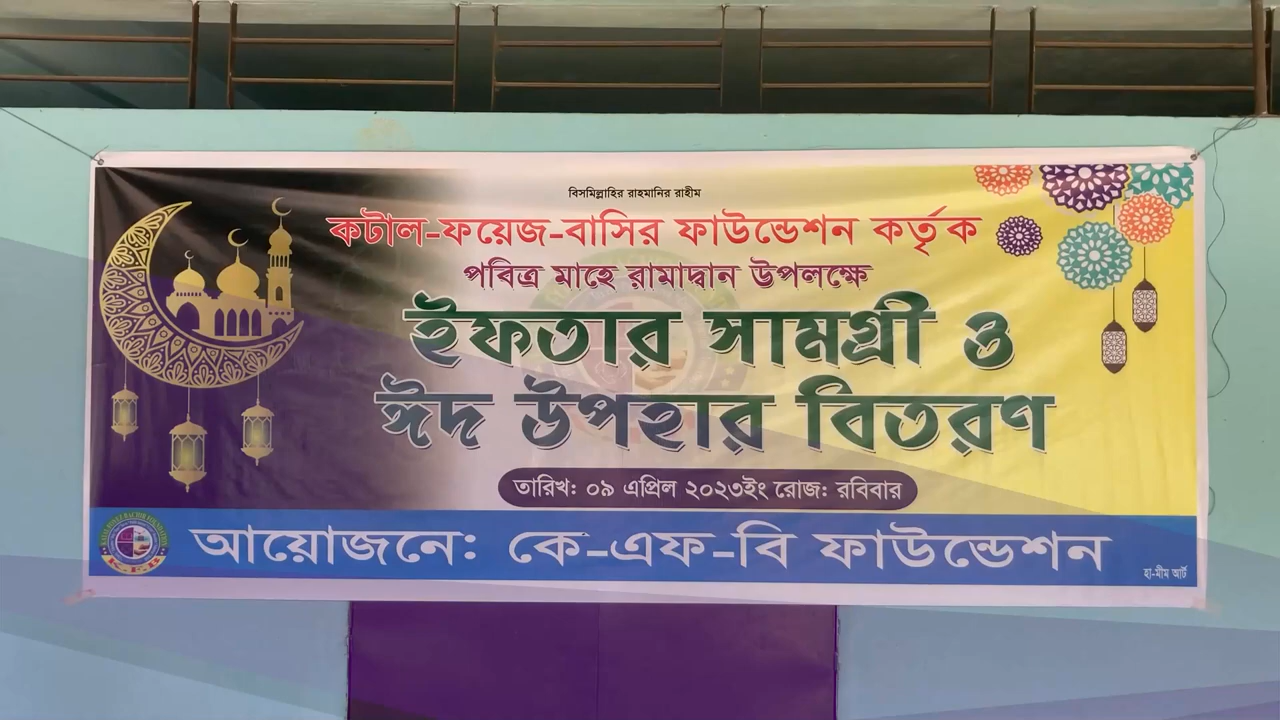 বিসমিল্লাহির রাহমানির রাহীম
কটাল-ফয়েজ-বাসির ফাউন্ডেশন কর্তৃক
পবিত্র মাহে রামাদ্বান উপলক্ষে
ইফতার সামগ্রী ও
ঈদ উপহার বিতরণ
তারিখ: ০৯ এপ্রিল ২০২৩ইং রোজ: রবিবার
আয়োজনে: কে-এফ-বি ফাউন্ডেশন
K.F.B
হা-মীম আর্ট